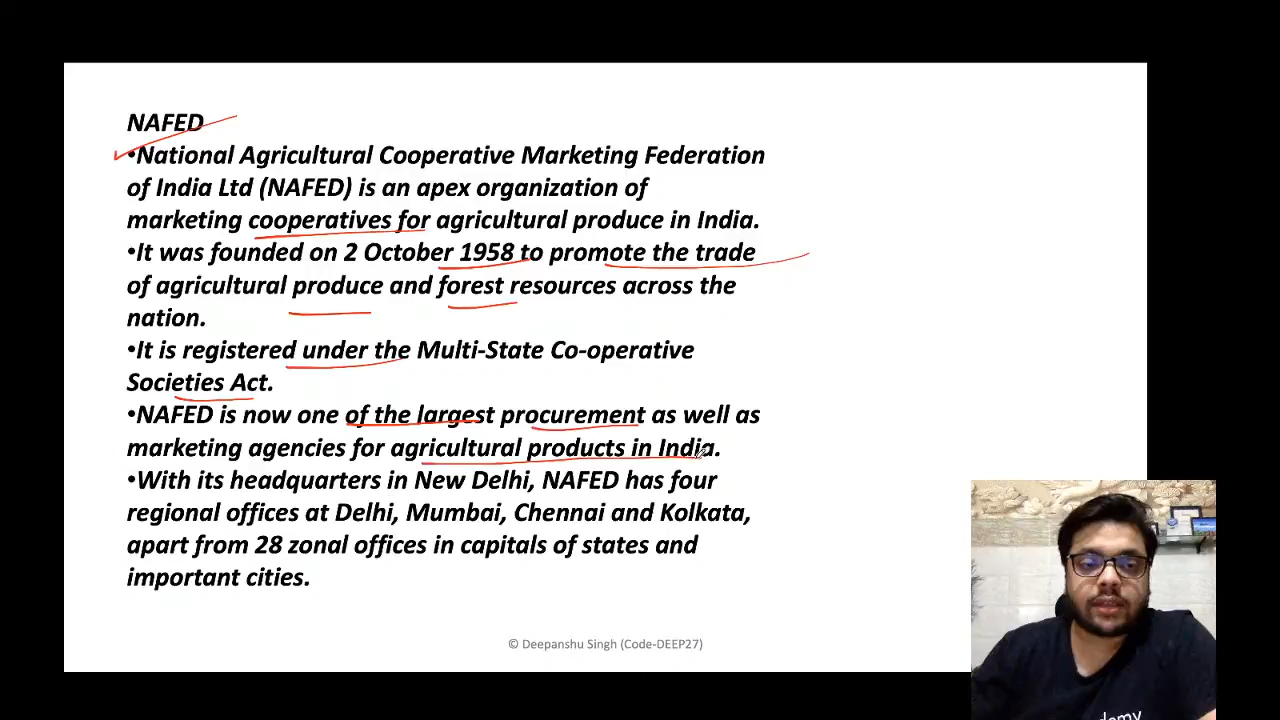 NAFED
•National Agricultural Cooperative Marketing Federation
of India Ltd (NAFED) is an apex organization of
marketing cooperatives for agricultural produce in India.
•It was founded on 2 October 1958 to promote the trade
of agricultural produce and forest resources across the
nation.
•It is registered under the Multi-State Co-operative
Societies Act.
•NAFED is now one of the largest procurement as well as
marketing agencies for agricultural products in India.
•With its headquarters in New Delhi, NAFED has four
regional offices at Delhi, Mumbai, Chennai and Kolkata,
apart from 28 zonal offices in capitals of states and
important cities.
© Deepanshu Singh (Code-DEEP27)